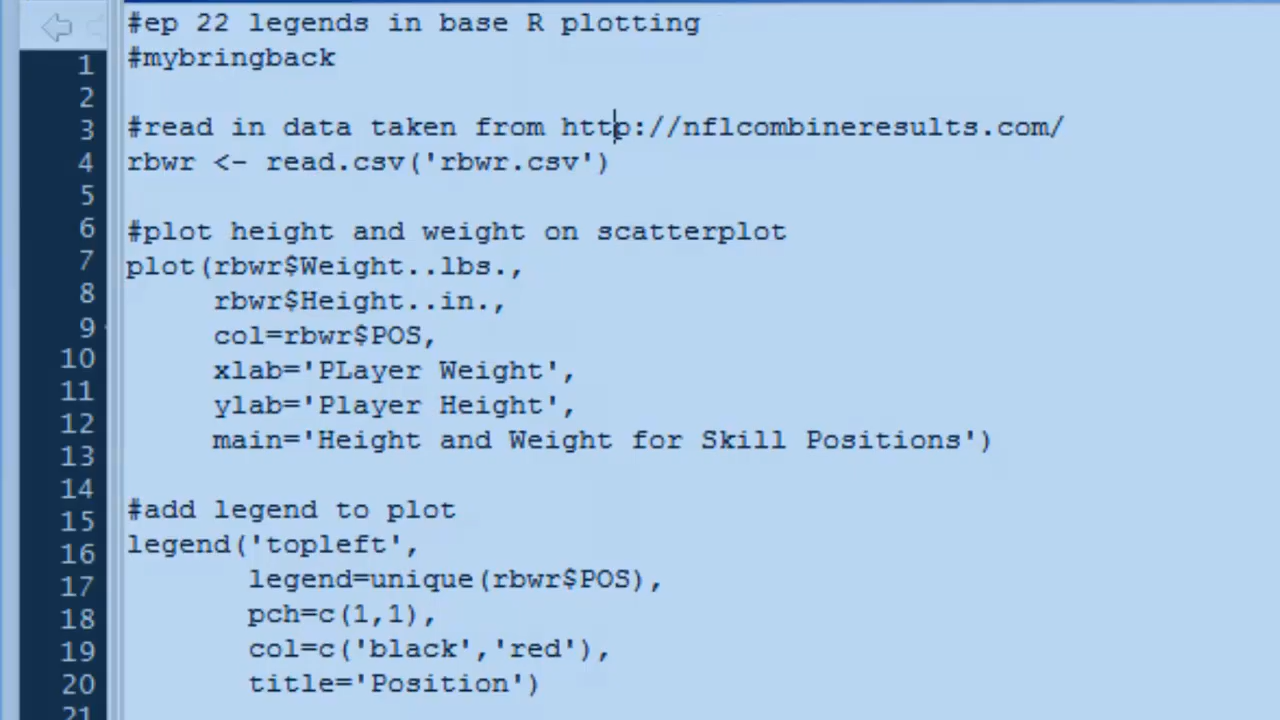 #ep 22 legends in base R plotting
1 #mybringback
2
3 #read in data taken from http://nflcombineresults.com/
4 rbwr <- read.csv('rbwr.csv')
5
6 #plot height and weight on scatterplot
7 plot(rbwr$Weight..lbs.,
8 rbwr$Height..in.,
9 col=rbwr$POS,
10 xlab='PLayer Weight',
11 ylab='Player Height',
12 main='Height and Weight for Skill Positions')
13
14
15 #add legend to plot
16 legend('topleft',
17 legend=unique(rbwr$POS),
18 pch=c(1,1),
19 col=c('black','red'),
20 title='Position')
21